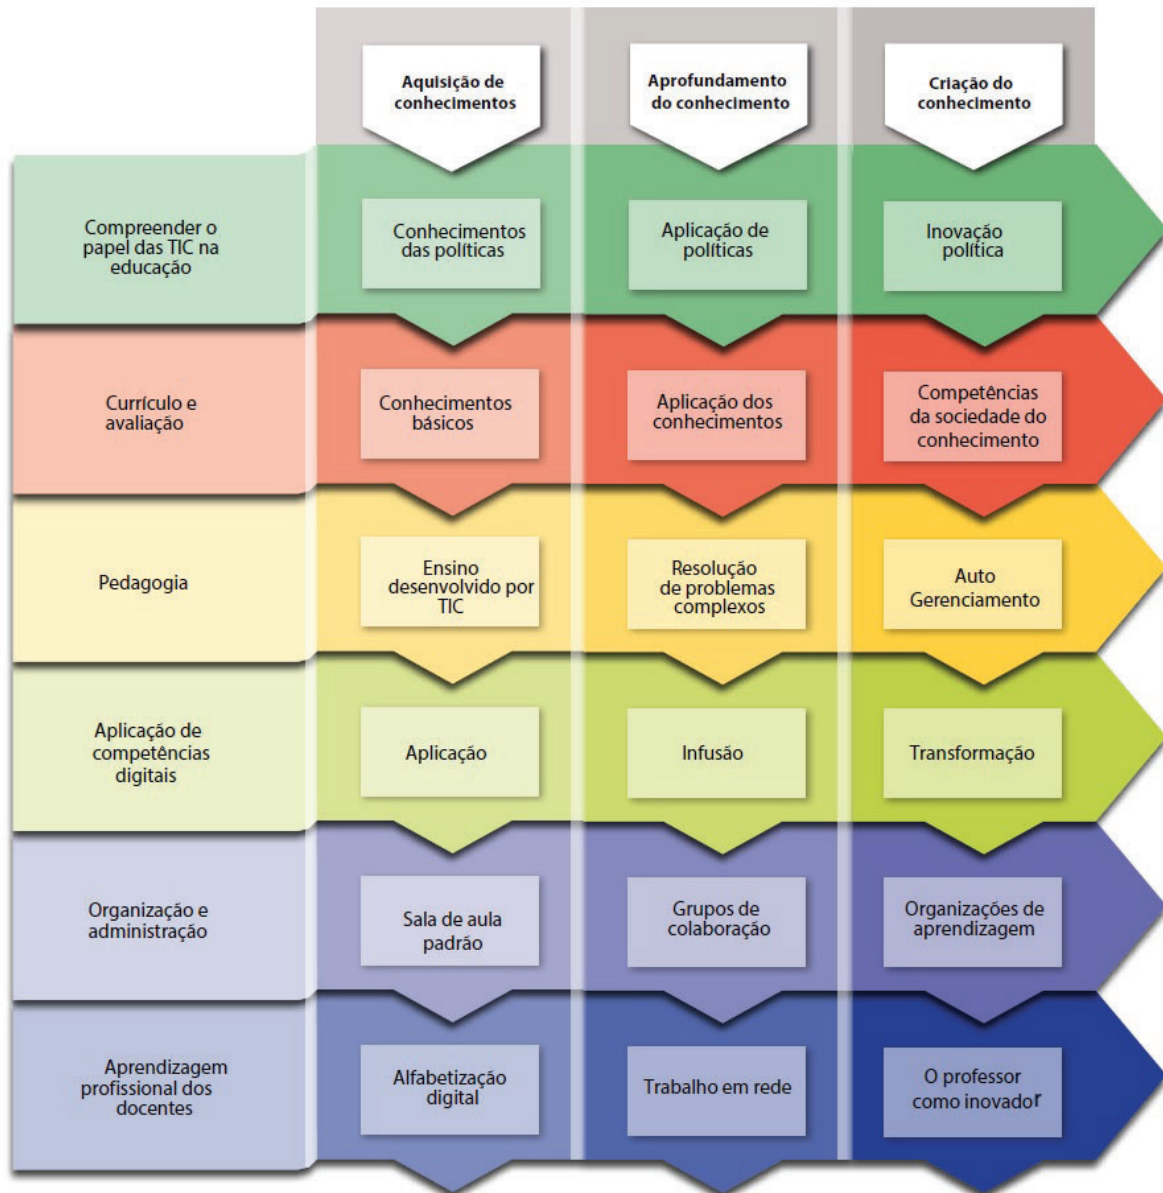 Aquisição de
conhecimentos
Aprofundamento
do conhecimento
Criação do
conhecimento
Compreender o
papel das TIC na
educação
Conhecimentos
das políticas
Aplicação de
políticas
Inovação
política
Currículo e
avaliação
Conhecimentos
básicos
Aplicação dos
conhecimentos
Competências
da sociedade do
conhecimento
Pedagogia
Ensino
desenvolvido por
TIC
Resolução
de problemas
complexos
Auto
Gerenciamento
Aplicação de
competências
digitais
Aplicação
Infusão
Transformação
Organização e
administração
Sala de aula
padrão
Grupos de
colaboração
Organizações de
aprendizagem
Aprendizagem
profissional dos
docentes
Alfabetização
digital
Trabalho em rede
O professor
como inovador